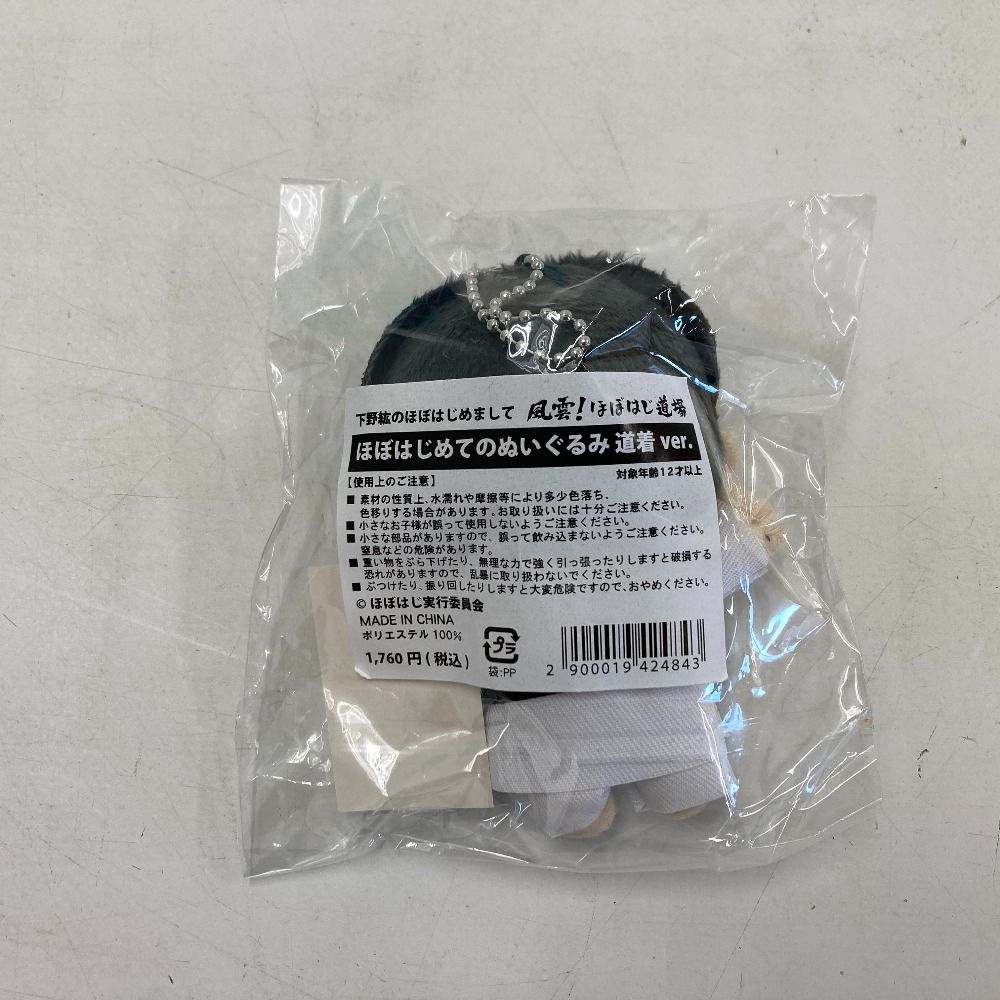 下野紘のほぼはじめまして 風雲!ほぼはじ道場
ほぼはじめてのぬいぐるみ 道着 ver.
【使用上のご注意】 対象年齢12才以上
■ 素材の性質上、水濡れや摩擦等により多少色落ち、
色移りする場合があります。お取り扱いには十分ご注意ください。
■ 小さなお子様が誤って使用しないようご注意ください。
■ 小さな部品がありますので、誤って飲み込まないようご注意ください。
窒息などの危険があります。
■ 重い物をぶら下げたり、無理な力で強く引っ張ったりしますと破損する
恐れがありますので、乱暴に取り扱わないでください。
■ ぶつけたり、振り回したりしますと大変危険ですので、おやめください。
© ほぼはじ実行委員会
MADE IN CHINA
ポリエステル 100%
1,760 円 ( 税込 )
プラ
袋:PP
2 900019 424843